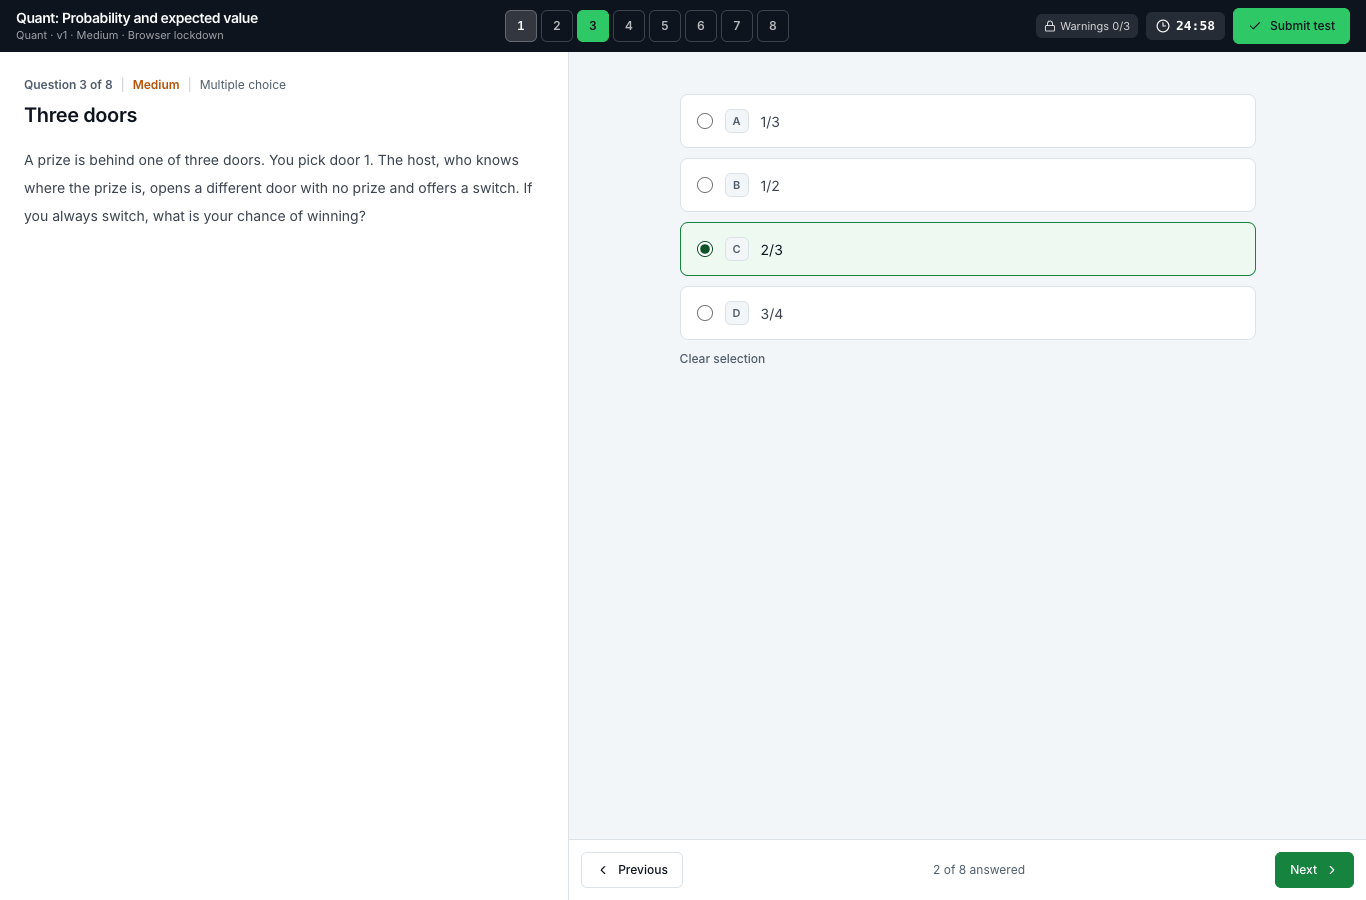 Quant: Probability and expected value
Quant · v1 · Medium · Browser lockdown
1 2 3 4 5 6 7 8
Warnings 0/3
24:58
Submit test
Question 3 of 8 | Medium | Multiple choice
Three doors
A prize is behind one of three doors. You pick door 1. The host, who knows
where the prize is, opens a different door with no prize and offers a switch. If
you always switch, what is your chance of winning?
A 1/3
B 1/2
C 2/3
D 3/4
Clear selection
Previous
2 of 8 answered
Next